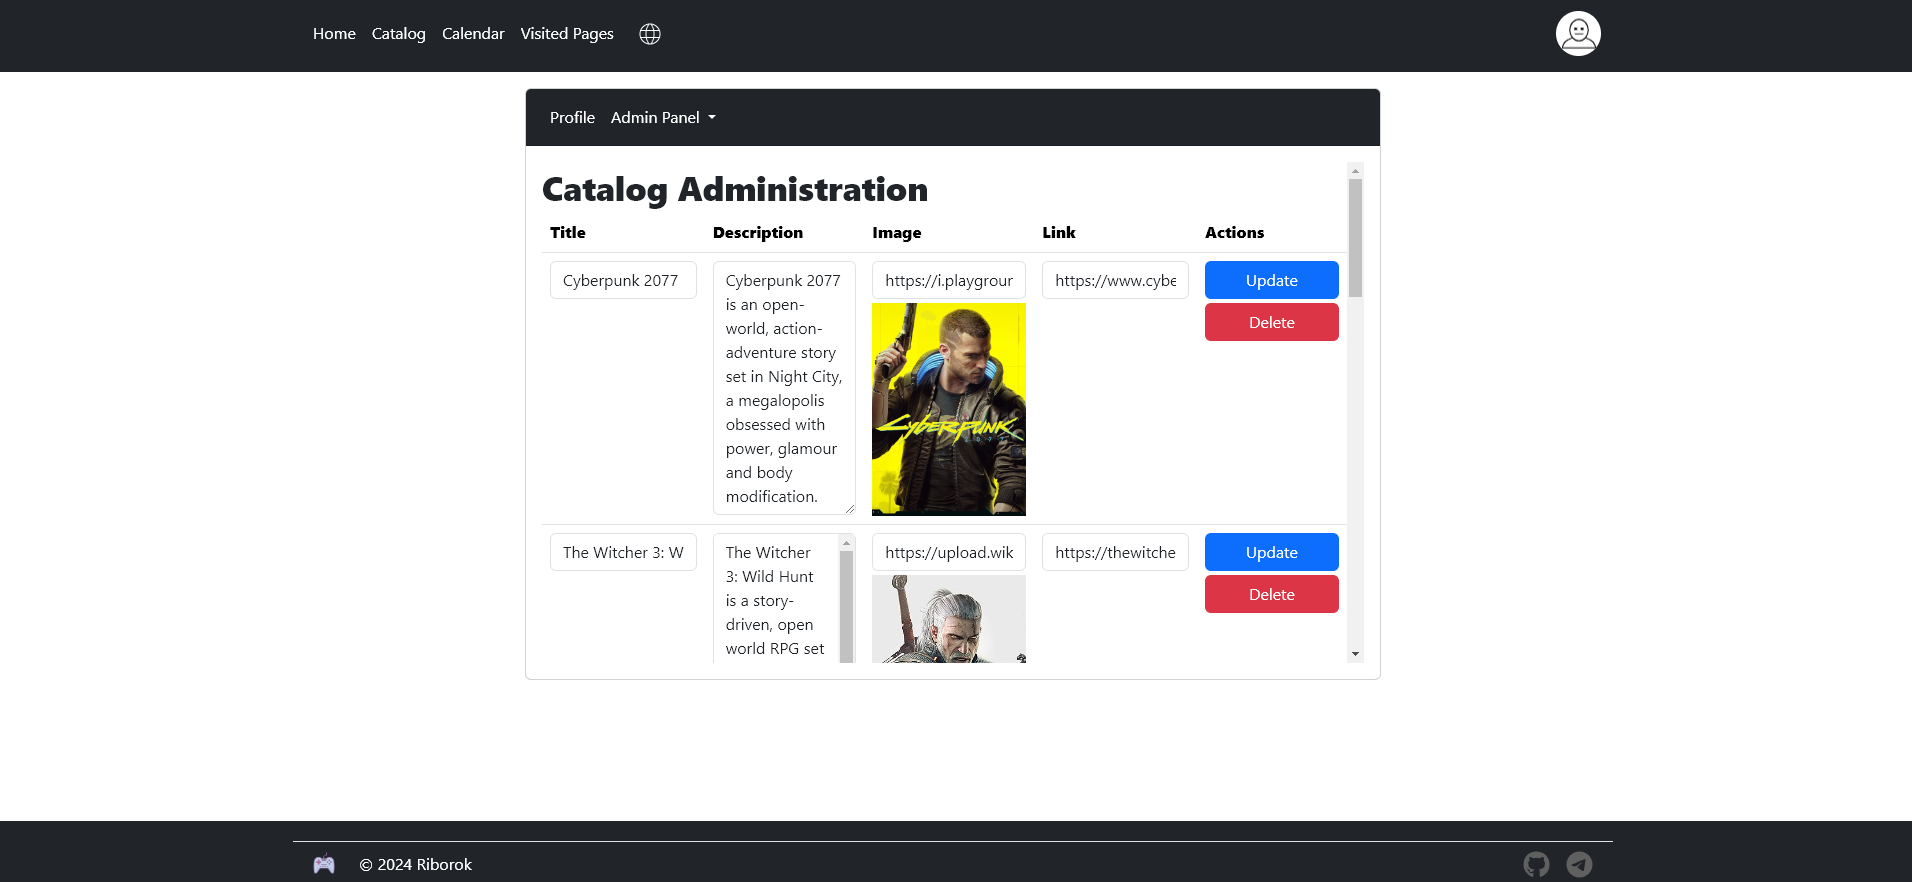 Home Catalog Calendar Visited Pages
Profile Admin Panel
Catalog Administration
Title Description Image Link Actions
Cyberpunk 2077
Cyberpunk 2077
is an open-
world, action-
adventure story
set in Night City,
a megalopolis
obsessed with
power, glamour
and body
modification.
https://i.playgrour
CYBERPUNK
2077
https://www.cybe
Update
Delete
The Witcher 3: W
The Witcher
3: Wild Hunt
is a story-
driven, open
world RPG set
https://upload.wik
https://thewitche
Update
Delete
© 2024 Riborok